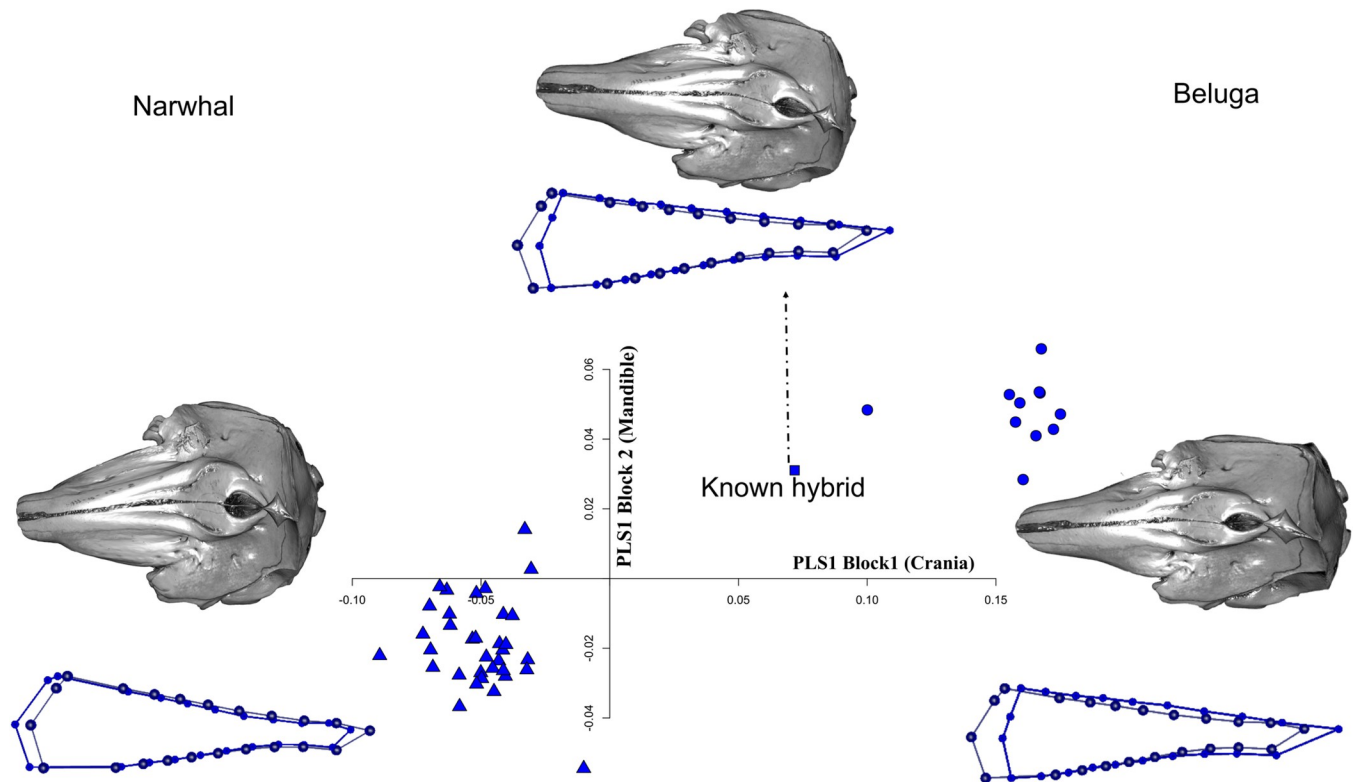 Narwhal
Beluga
PLS1 Block 2 (Mandible)
0.06
0.04
0.02
-0.02
-0.04
Known hybrid
PLS1 Block1 (Crania)
-0.10
-0.05
0.05
0.10
0.15